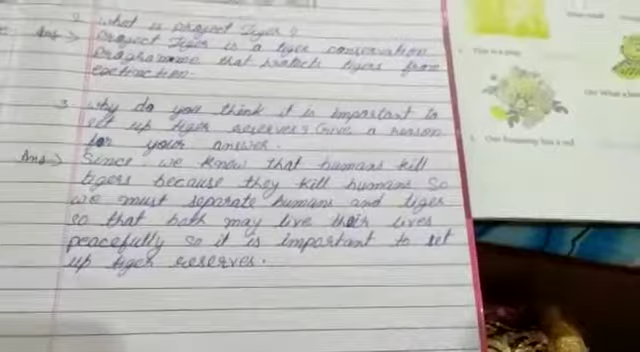 2. What is project Tiger?
Ans → Project Tiger is a tiger conservation
programme that protects tigers from
extinction.
3. Why do you think it is important to
set up tiger reserves? Give a reason
for your answer.
Ans → Since we know that humans kill
tigers because they kill humans so
we must separate humans and tiger
so that both may live their lives
peacefully so it is important to set
up tiger reserves.